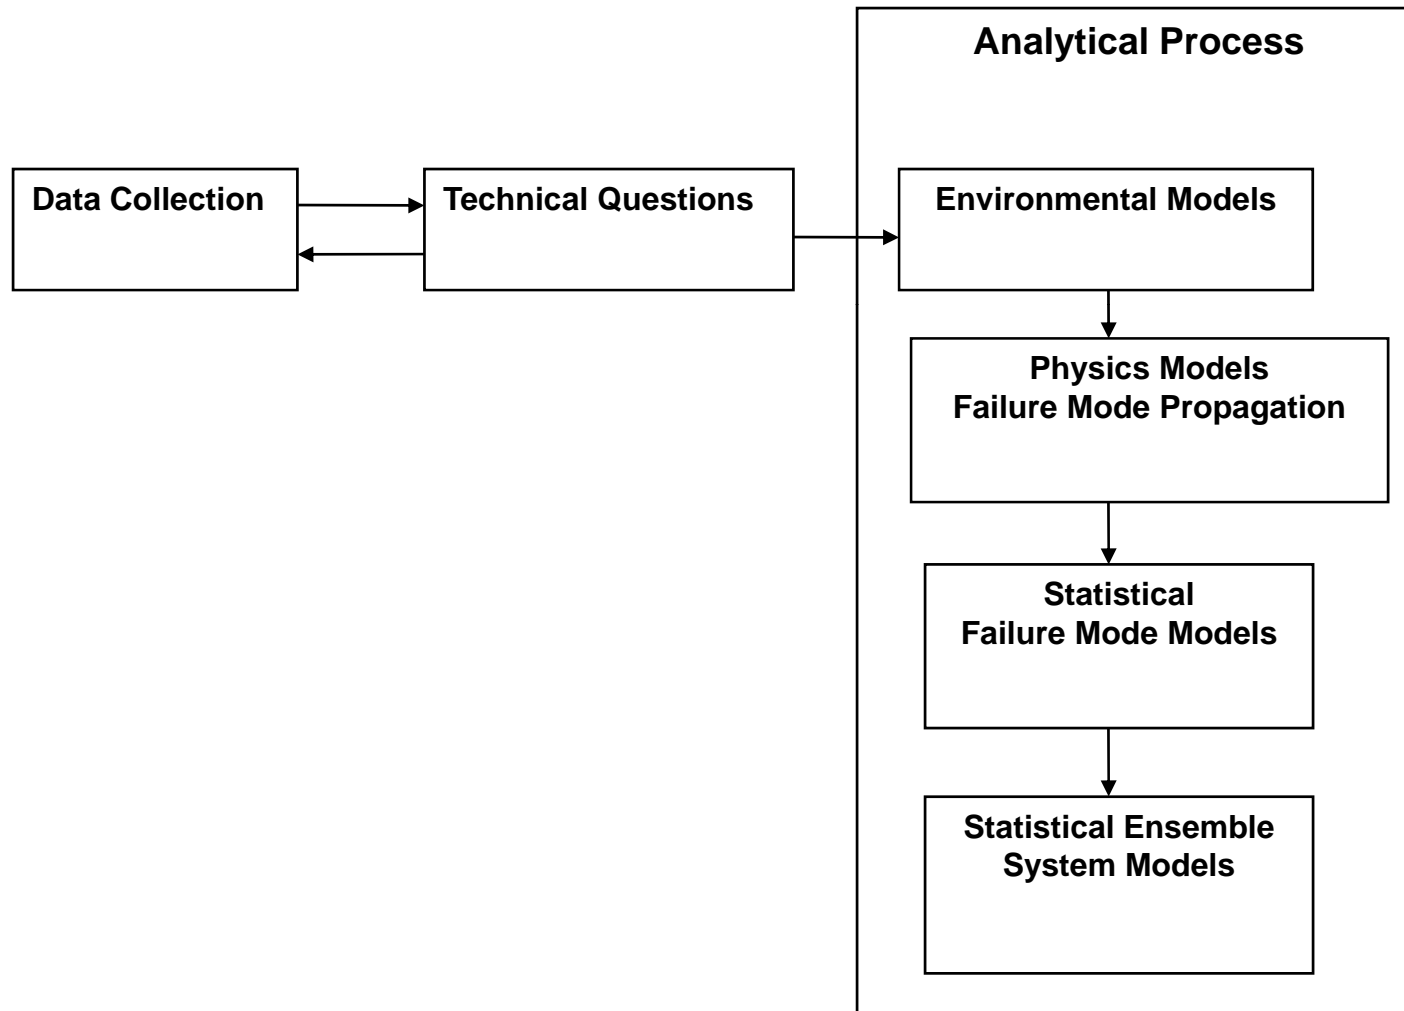 Analytical Process
Data Collection
Technical Questions
Environmental Models
Physics Models
Failure Mode Propagation
Statistical
Failure Mode Models
Statistical Ensemble
System Models